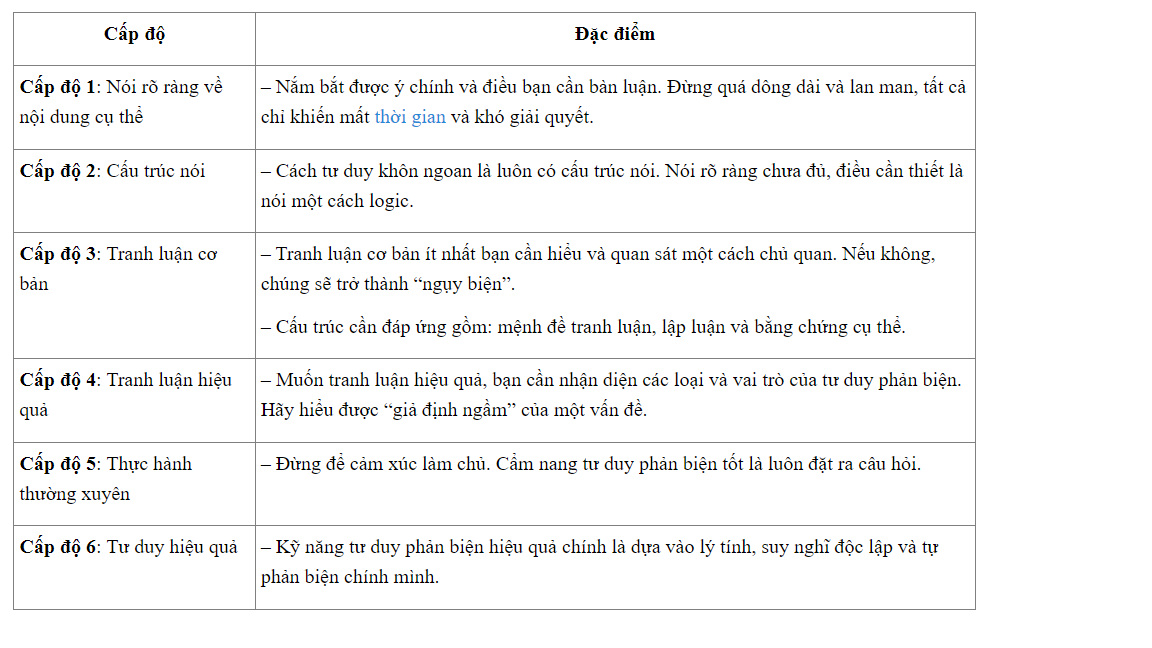 Cấp độ
Đặc điểm
Cấp độ 1: Nói rõ ràng về
nội dung cụ thể
– Nắm bắt được ý chính và điều bạn cần bàn luận. Đừng quá dông dài và lan man, tất cả
chỉ khiến mất thời gian và khó giải quyết.
Cấp độ 2: Cấu trúc nói
– Cách tư duy khôn ngoan là luôn có cấu trúc nói. Nói rõ ràng chưa đủ, điều cần thiết là
nói một cách logic.
Cấp độ 3: Tranh luận cơ
bản
– Tranh luận cơ bản ít nhất bạn cần hiểu và quan sát một cách chủ quan. Nếu không,
chúng sẽ trở thành “ngụy biện”.
– Cấu trúc cần đáp ứng gồm: mệnh đề tranh luận, lập luận và bằng chứng cụ thể.
Cấp độ 4: Tranh luận hiệu
quả
– Muốn tranh luận hiệu quả, bạn cần nhận diện các loại và vai trò của tư duy phản biện.
Hãy hiểu được “giả định ngầm” của một vấn đề.
Cấp độ 5: Thực hành
thường xuyên
– Đừng để cảm xúc làm chủ. Cẩm nang tư duy phản biện tốt là luôn đặt ra câu hỏi.
Cấp độ 6: Tư duy hiệu quả
– Kỹ năng tư duy phản biện hiệu quả chính là dựa vào lý tính, suy nghĩ độc lập và tự
phản biện chính mình.